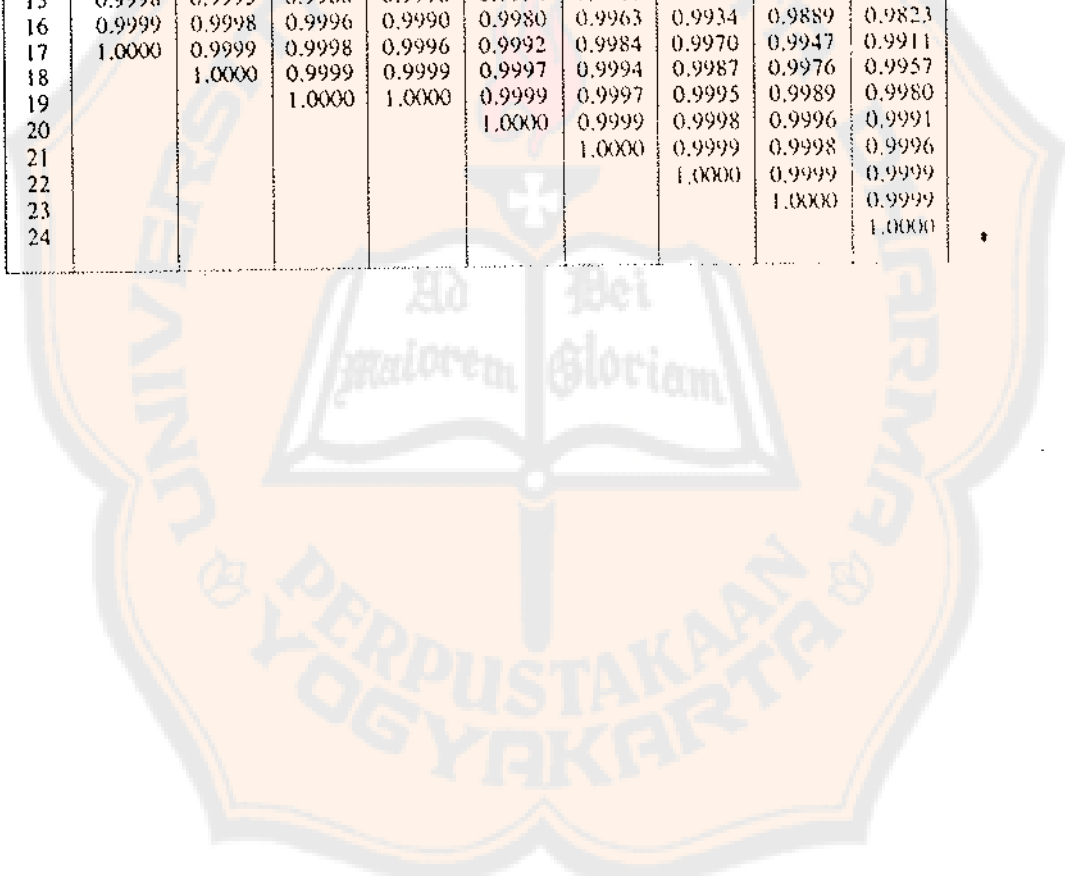 16 0.9999 0.9998 0.9996 0.9990 0.9980 0.9963 0.9934 0.9889 0.9823
17 1.0000 0.9999 0.9998 0.9996 0.9992 0.9984 0.9970 0.9947 0.9911
18 1.0000 0.9999 0.9999 0.9997 0.9994 0.9987 0.9976 0.9957
19 1.0000 1.0000 0.9999 0.9997 0.9995 0.9989 0.9980
20 1.0000 0.9999 0.9998 0.9996 0.9991
21 1.0000 0.9999 0.9998 0.9996
22 1.0000 0.9999 0.9999
23 1.0000 0.9999
24 1.0000
Ad Dei
maiorem Gloriam
PERPUSTAKAAN
YOGYAKARTA